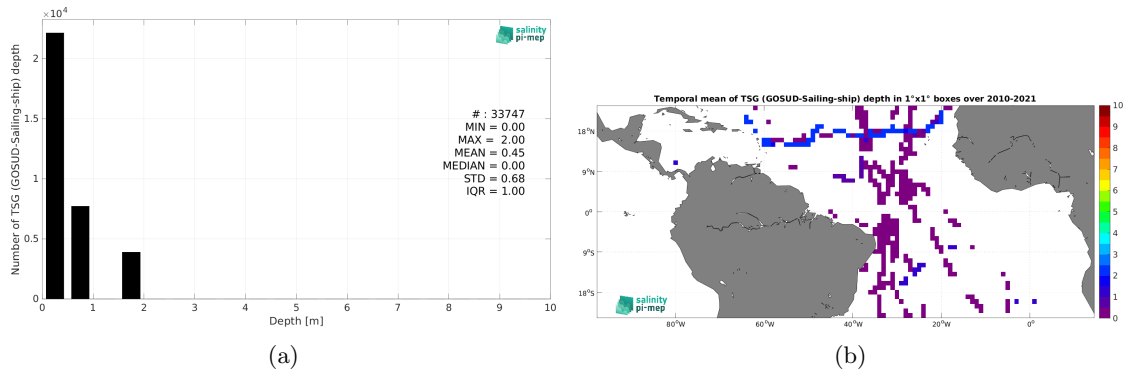 ×10⁴
2
1.5
1
0.5
0
Number of TSG (GOSUD-Sailing-ship) depth
salinity
pi-mep
# : 33747
MIN = 0.00
MAX = 2.00
MEAN = 0.45
MEDIAN = 0.00
STD = 0.68
IQR = 1.00
0 1 2 3 4 5 6 7 8 9 10
Depth [m]
(a)
Temporal mean of TSG (GOSUD-Sailing-ship) depth in 1°x1° boxes over 2010-2021
18°N
9°N
0°
9°S
18°S
salinity
pi-mep
80°W 60°W 40°W 20°W 0°
10
9
8
7
6
5
4
3
2
1
0
(b)